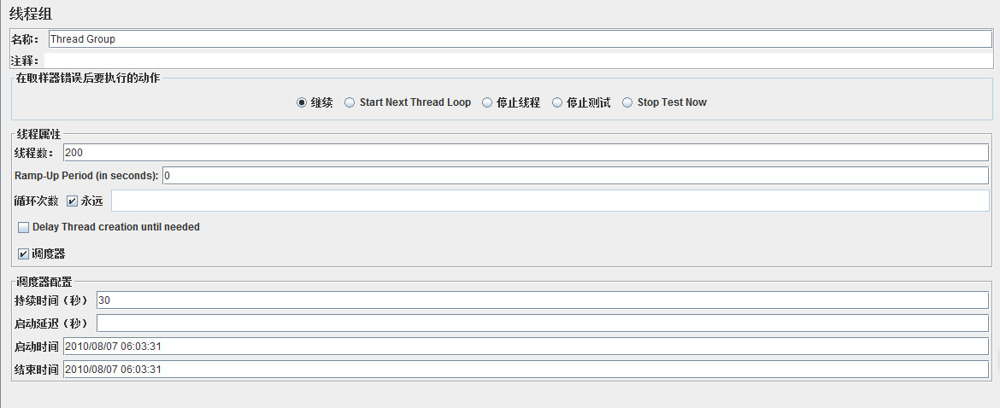 线程组
名称： Thread Group
注释：
在取样器错误后要执行的动作
继续 Start Next Thread Loop 停止线程 停止测试 Stop Test Now
线程属性
线程数： 200
Ramp-Up Period (in seconds): 0
循环次数 永远
Delay Thread creation until needed
调度器
调度器配置
持续时间（秒） 30
启动延迟（秒）
启动时间 2010/08/07 06:03:31
结束时间 2010/08/07 06:03:31